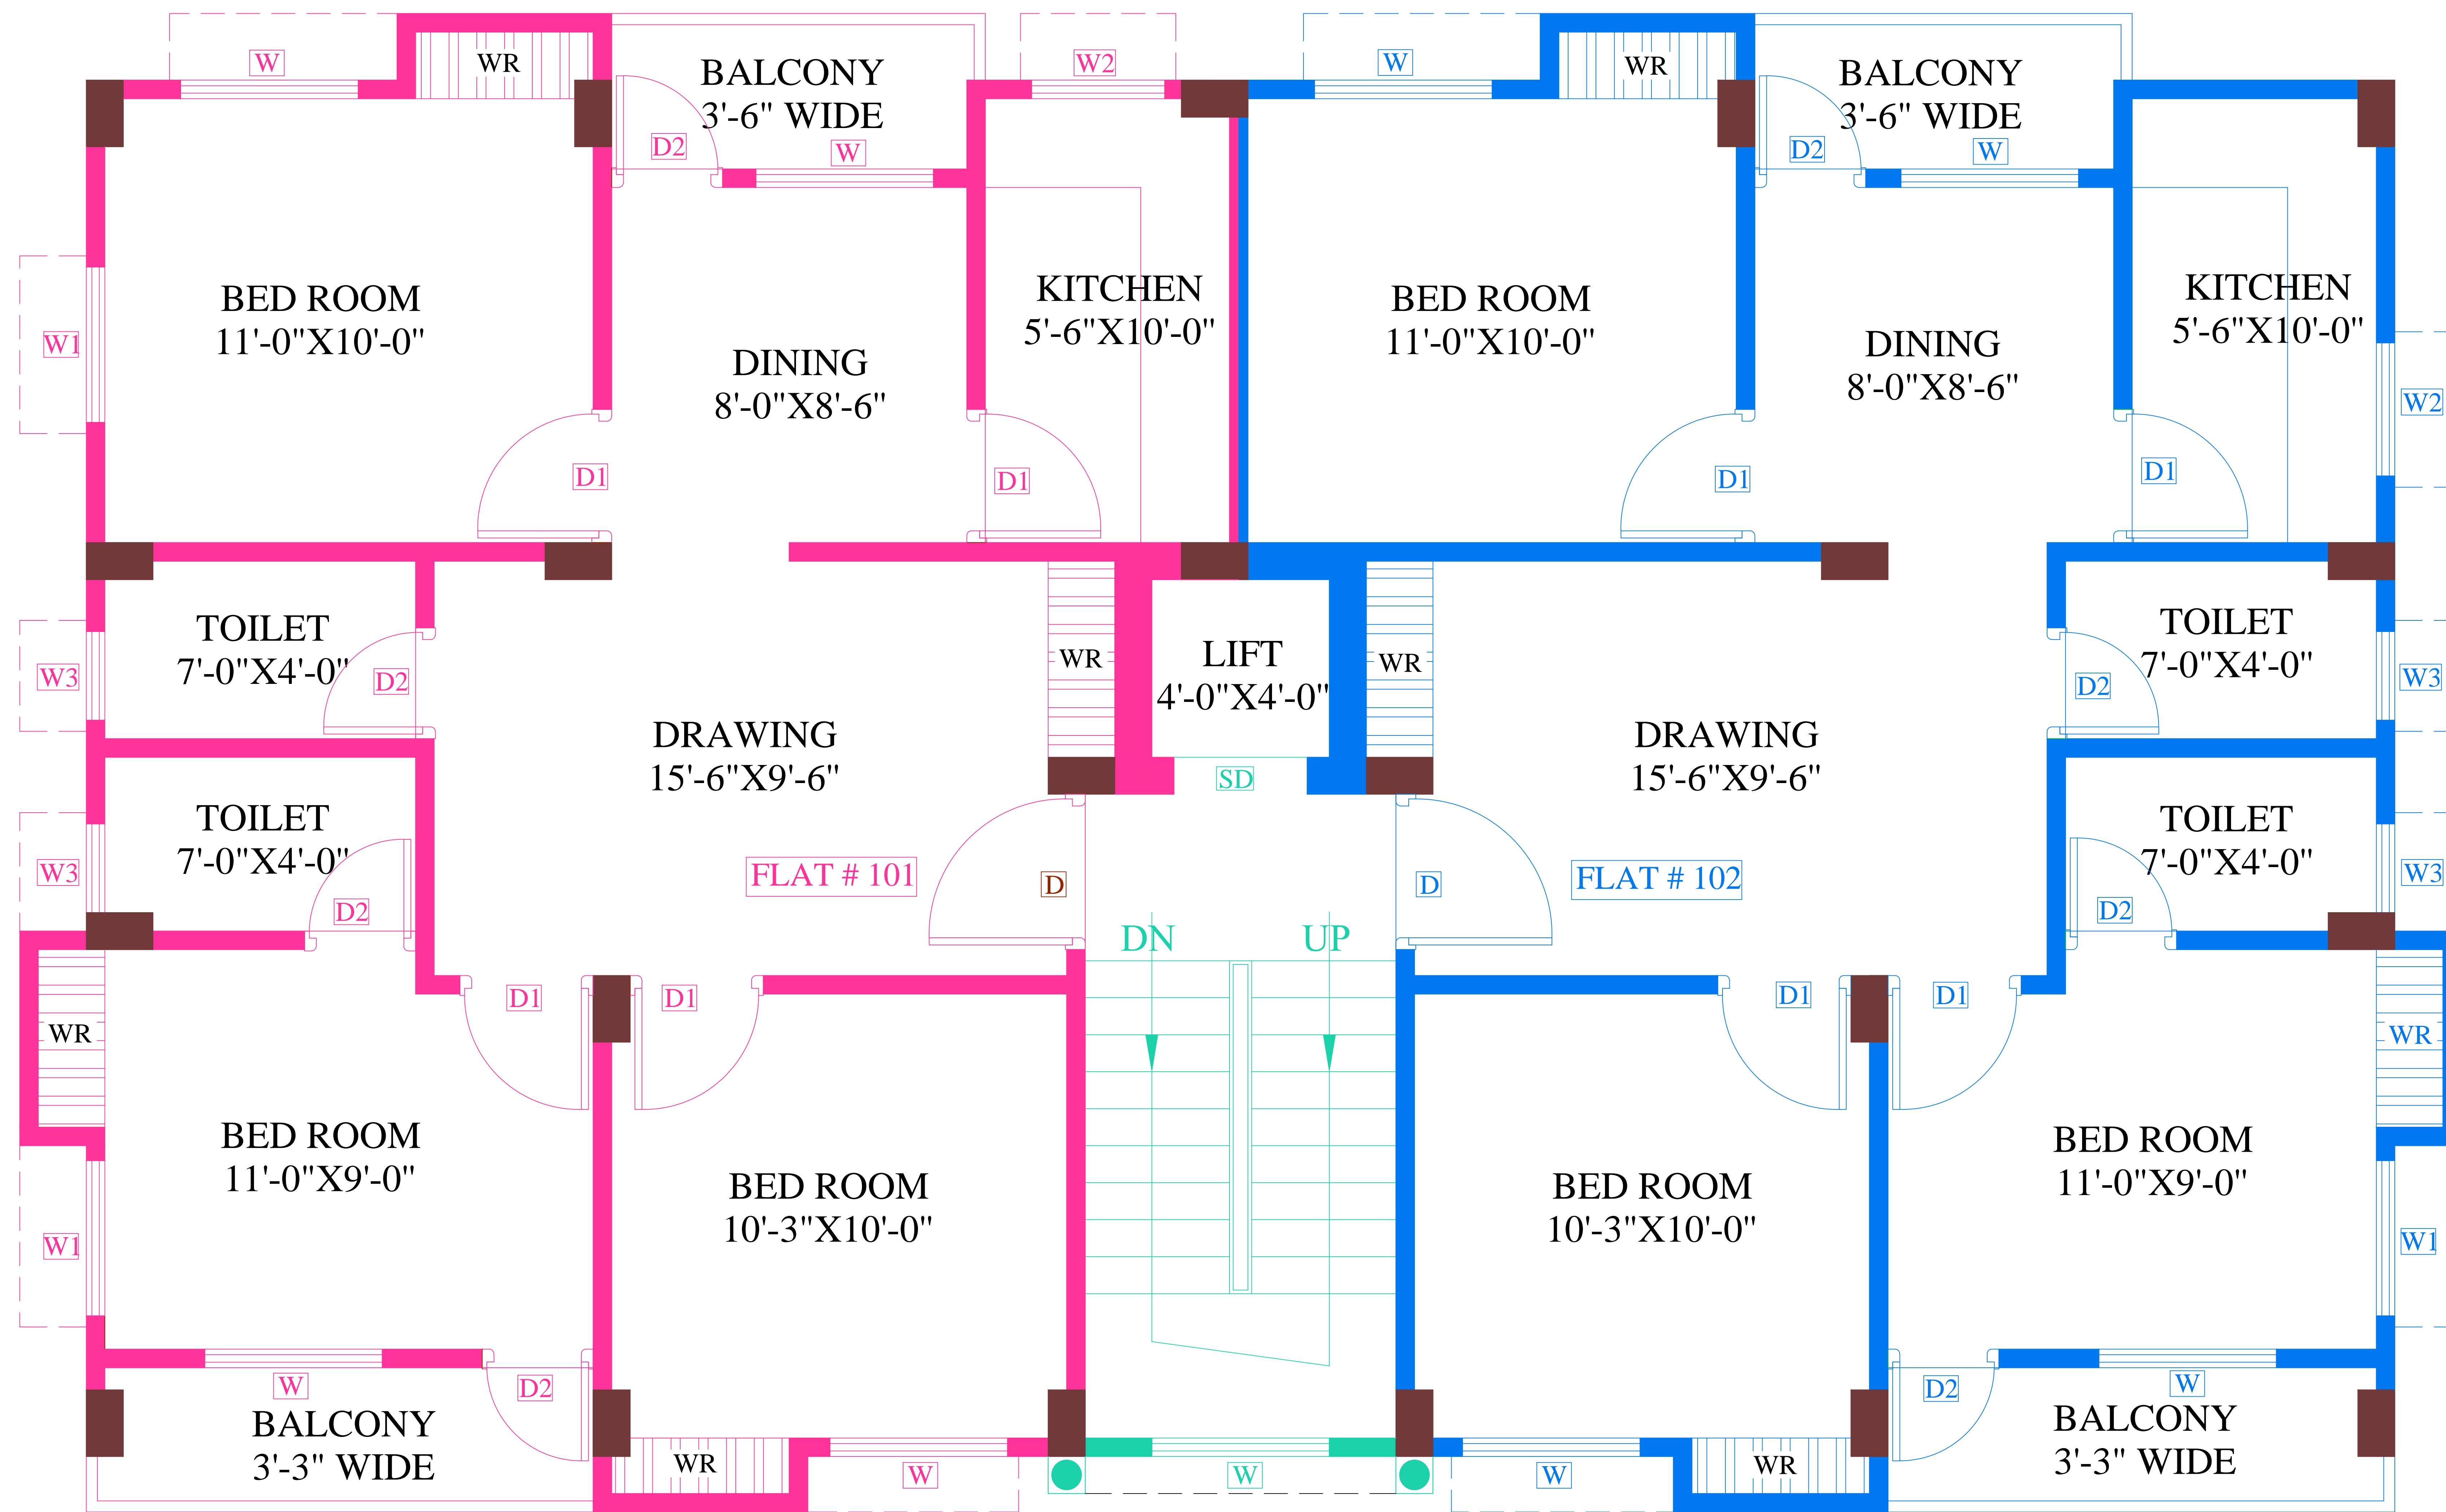 W
WR
BALCONY
3'-6" WIDE
W2
W
WR
BALCONY
3'-6" WIDE
D2
W
D2
W
BED ROOM
11'-0"X10'-0"
W1
DINING
8'-0"X8'-6"
KITCHEN
5'-6"X10'-0"
BED ROOM
11'-0"X10'-0"
DINING
8'-0"X8'-6"
KITCHEN
5'-6"X10'-0"
W2
D1
D1
D1
D1
TOILET
7'-0"X4'-0"
W3
D2
WR
LIFT
4'-0"X4'-0"
WR
TOILET
7'-0"X4'-0"
D2
W3
DRAWING
15'-6"X9'-6"
SD
DRAWING
15'-6"X9'-6"
TOILET
7'-0"X4'-0"
W3
D2
FLAT # 101
D
D
FLAT # 102
TOILET
7'-0"X4'-0"
D2
W3
DN
UP
WR
D1
D1
D1
D1
WR
BED ROOM
11'-0"X9'-0"
W1
BED ROOM
10'-3"X10'-0"
BED ROOM
10'-3"X10'-0"
BED ROOM
11'-0"X9'-0"
W1
W
D2
D2
W
BALCONY
3'-3" WIDE
WR
W
W
W
WR
BALCONY
3'-3" WIDE